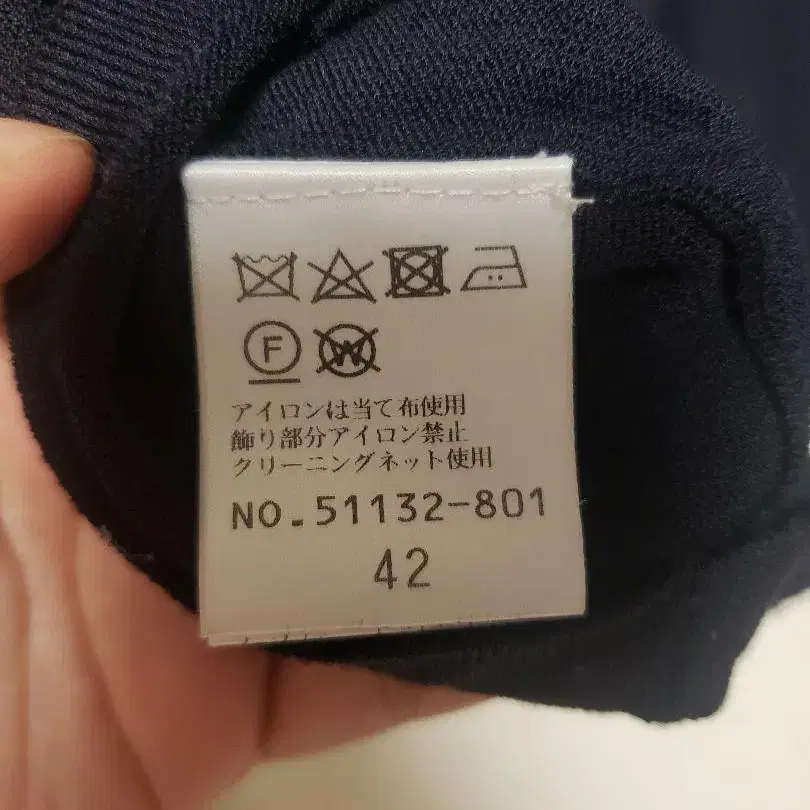 F W
アイロンは当て布使用
飾り部分アイロン禁止
クリーニングネット使用
NO.51132-801
42